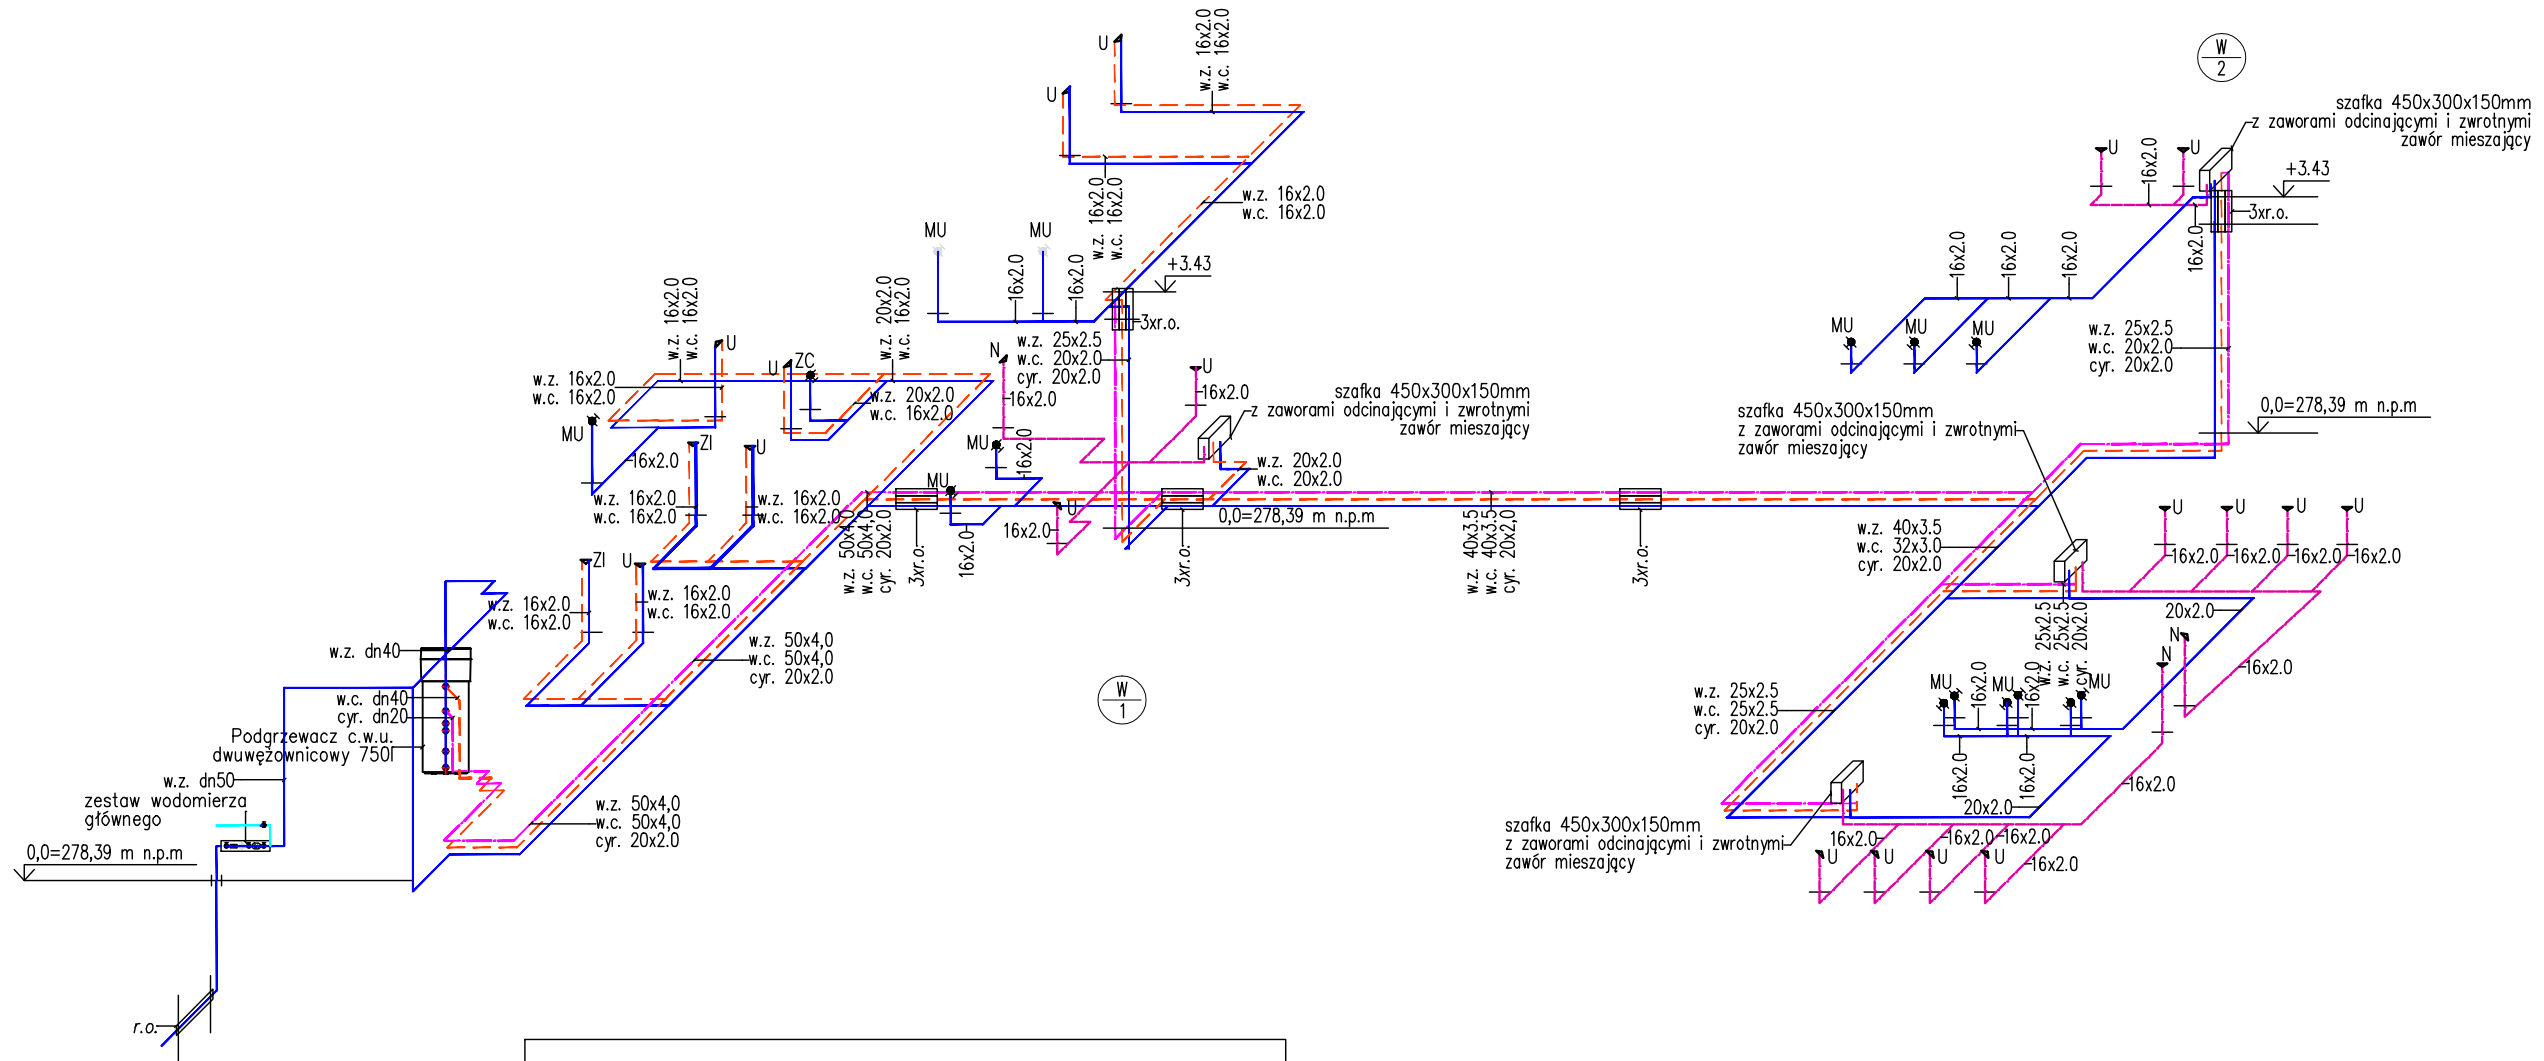 U
w.z. 16x2.0
w.c. 16x2.0
U
w.z. 16x2.0
w.c. 16x2.0
w.z. 16x2.0
w.c. 16x2.0
MU
MU
16x2.0
16x2.0
+3.43
3xr.o.
w.z. 25x2.5
w.c. 20x2.0
cyr. 20x2.0
W
2
szafka 450x300x150mm
z zaworami odcinającymi i zwrotnymi
zawór mieszający
U
U
16x2.0
+3.43
3xr.o.
16x2.0
16x2.0
16x2.0
16x2.0
MU
MU
MU
w.z. 25x2.5
w.c. 20x2.0
cyr. 20x2.0
0,0=278,39 m n.p.m
w.z. 16x2.0
w.c. 16x2.0
w.z. 20x2.0
w.c. 16x2.0
U
U
ZC
w.z. 16x2.0
w.c. 16x2.0
w.z. 20x2.0
w.c. 16x2.0
MU
16x2.0
ZI
U
w.z. 16x2.0
w.c. 16x2.0
w.z. 16x2.0
w.c. 16x2.0
N
16x2.0
U
16x2.0
szafka 450x300x150mm
z zaworami odcinającymi i zwrotnymi
zawór mieszający
MU
16x2.0
w.z. 20x2.0
w.c. 20x2.0
MU
16x2.0
U
16x2.0
0,0=278,39 m n.p.m
w.z. 50x4,0
w.c. 50x4,0
cyr. 20x2.0
3xr.o.
3xr.o.
w.z. 40x3.5
w.c. 40x3.5
cyr. 20x2,0
3xr.o.
szafka 450x300x150mm
z zaworami odcinającymi i zwrotnymi
zawór mieszający
w.z. 40x3.5
w.c. 32x3.0
cyr. 20x2.0
U
U
U
U
16x2.0
16x2.0
16x2.0
16x2.0
20x2.0
w.z. 25x2.5
w.c. 25x2.5
cyr. 20x2.0
N
N
16x2.0
MU
MU
MU
16x2.0
16x2.0
16x2.0
16x2.0
20x2.0
16x2.0
w.z. 25x2.5
w.c. 25x2.5
cyr. 20x2.0
szafka 450x300x150mm
z zaworami odcinającymi i zwrotnymi
zawór mieszający
16x2.0
16x2.0
16x2.0
16x2.0
U
U
U
U
ZI
U
w.z. 16x2.0
w.c. 16x2.0
w.z. 16x2.0
w.c. 16x2.0
w.z. 50x4,0
w.c. 50x4,0
cyr. 20x2.0
w.z. 50x4,0
w.c. 50x4,0
cyr. 20x2.0
W
1
w.z. dn40
w.c. dn40
cyr. dn20
Podgrzewacz c.w.u.
dwuwężownicowy 750l
w.z. dn50
zestaw wodomierza
głównego
0,0=278,39 m n.p.m
r.o.